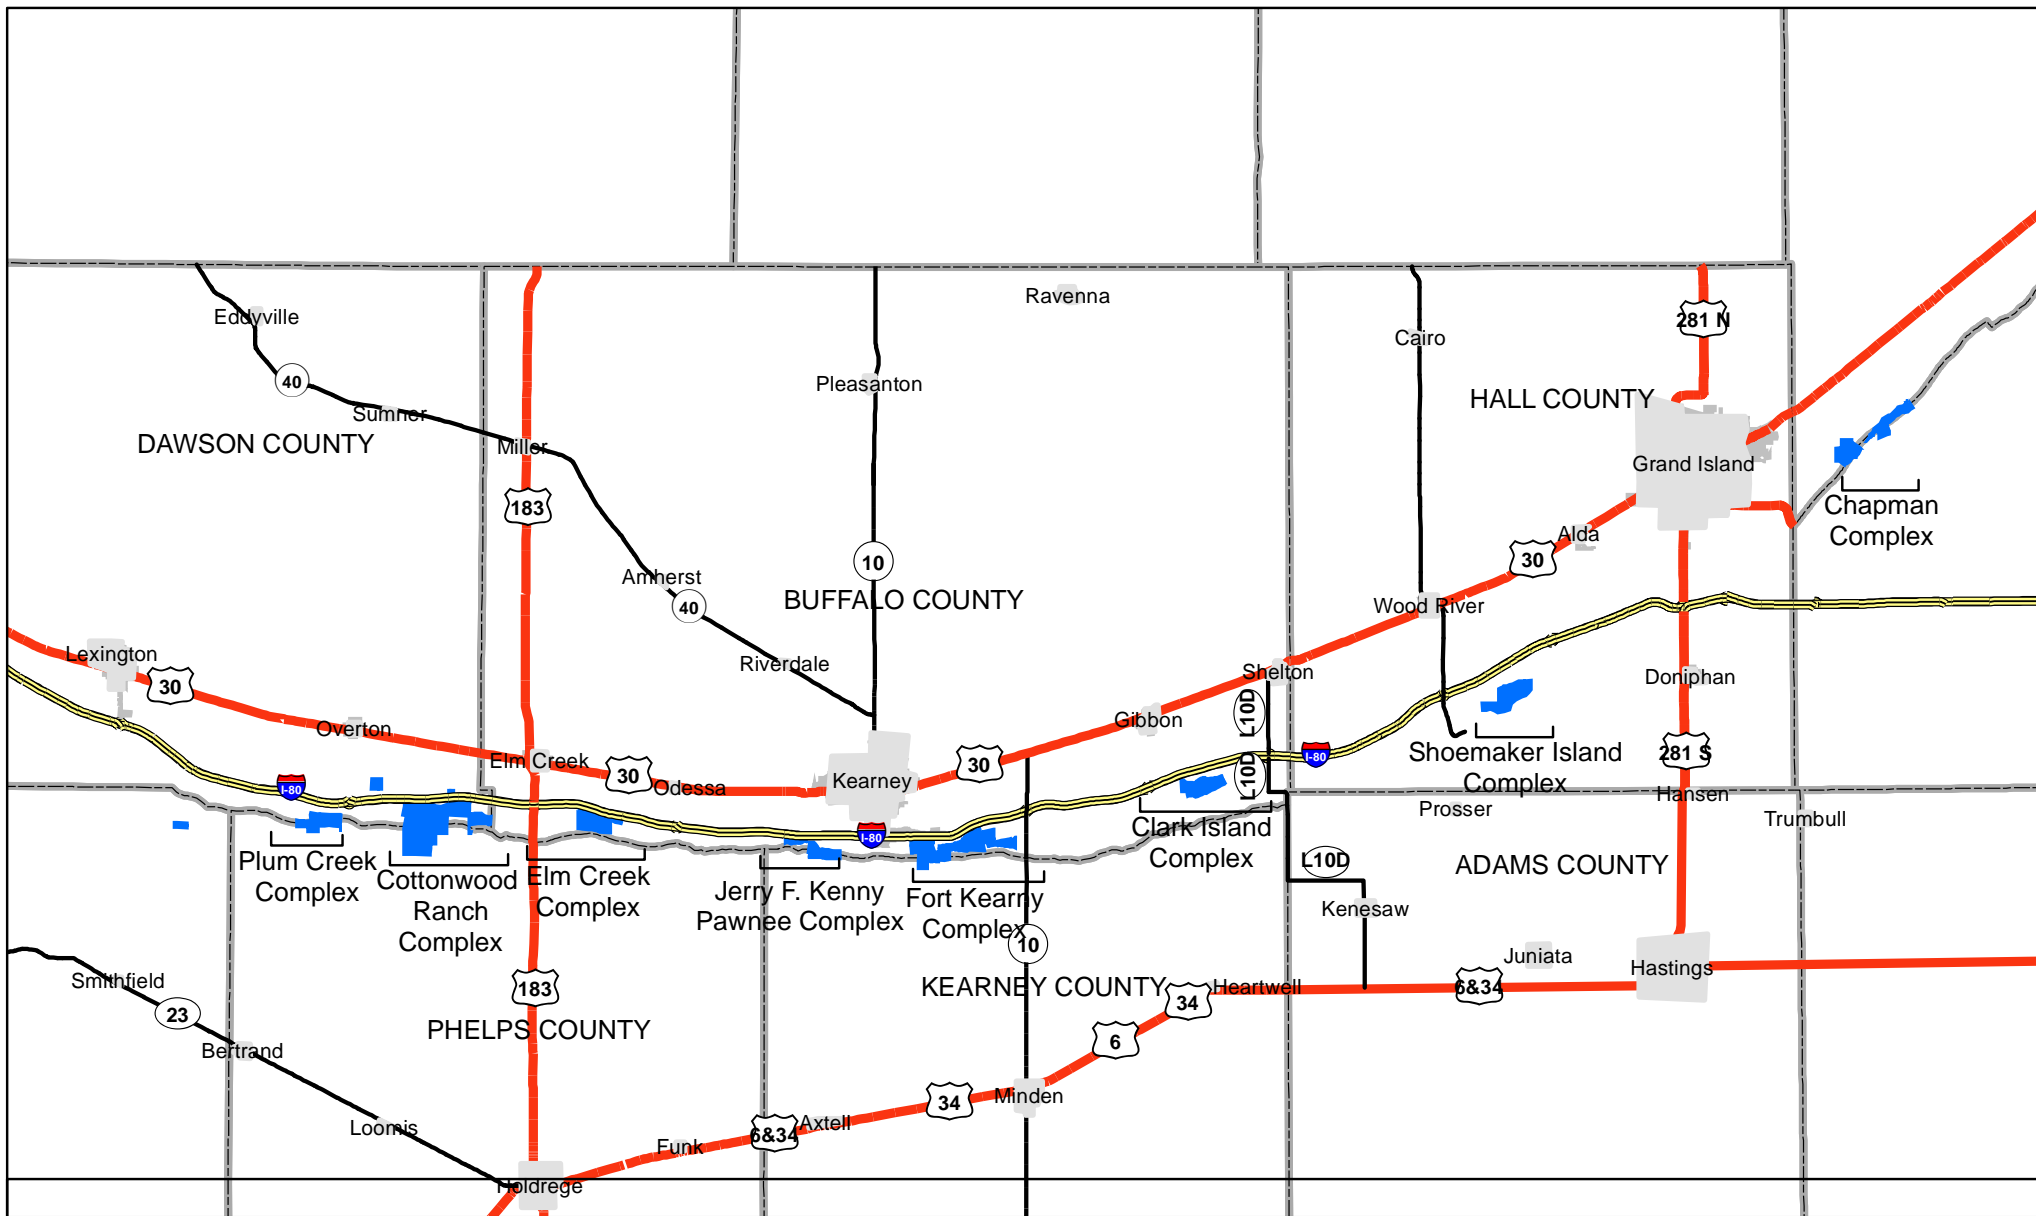 Ravenna
Eddyville
281 N
Cairo
40
Pleasanton
HALL COUNTY
Sumner
DAWSON COUNTY
Miller
Grand Island
183
Chapman
Complex
Alda
10
30
Amherst
40
BUFFALO COUNTY
Wood River
Lexington
Riverdale
Shelton
30
Doniphan
L10D
Gibbon
Overton
Shoemaker Island
Complex
281 S
I-80
Elm Creek
30
Kearney
30
L10D
I-80
Odessa
Hansen
Prosser
Trumbull
Clark Island
Complex
I-80
Plum Creek
Complex
Cottonwood
Ranch
Complex
Elm Creek
Complex
Jerry F. Kenny
Pawnee Complex
Fort Kearny
Complex
L10D
ADAMS COUNTY
Kenesaw
10
Juniata
Hastings
Smithfield
183
KEARNEY COUNTY
Heartwell
6&34
34
23
PHELPS COUNTY
6
Bertrand
34
Minden
Loomis
6&34
Axtell
Funk
Holdrege